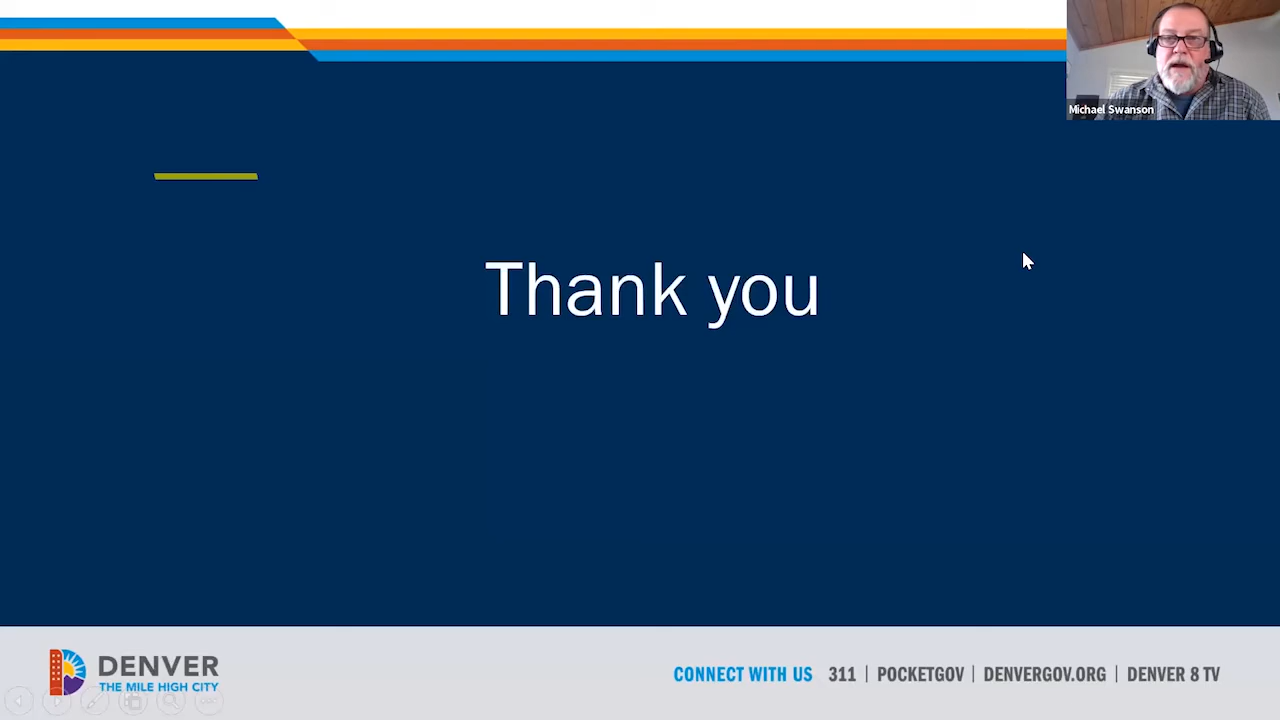 Michael Swanson
Thank you
DENVER
THE MILE HIGH CITY
CONNECT WITH US 311 | POCKETGOV | DENVERGOV.ORG | DENVER 8 TV